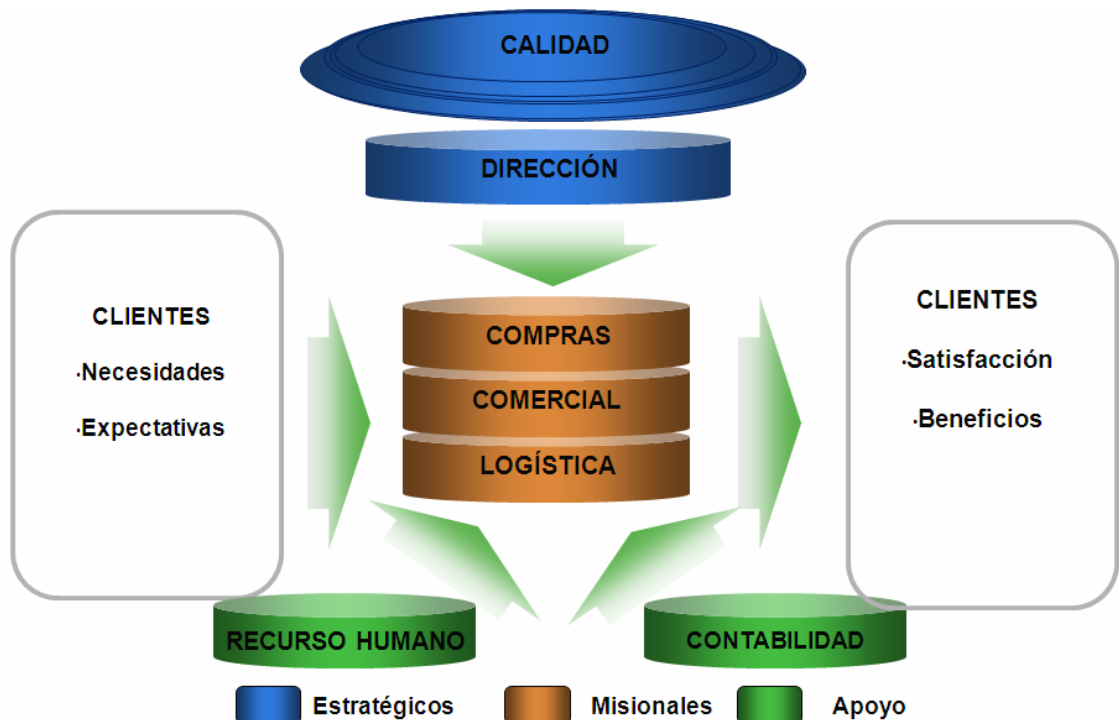 CALIDAD
DIRECCIÓN
CLIENTES
·Necesidades
·Expectativas
COMPRAS
COMERCIAL
LOGÍSTICA
CLIENTES
·Satisfacción
·Beneficios
RECURSO HUMANO
CONTABILIDAD
Estratégicos
Misionales
Apoyo